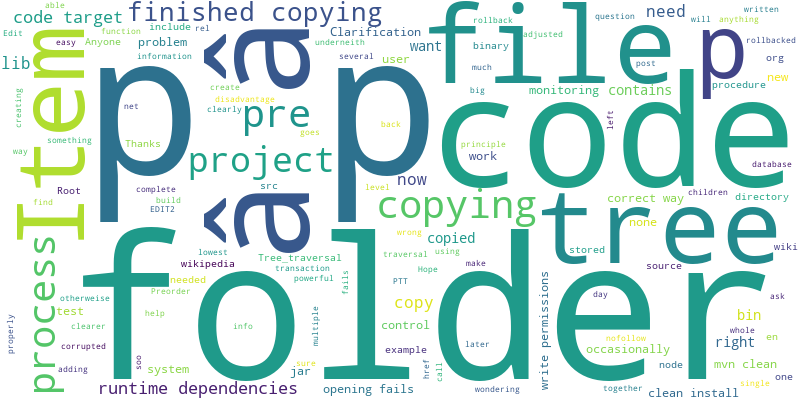 able
Edit
code target
finished copying
rollback
question
Anyone
function
rel
include
written
easy
need
will
anything
Item
problem
â
Clarification
adjusted
rollbacked
lib
information
underneith
want
binary
file
p
post
org
p
p
several
user
much
new
creating
net
create
disadvantage
big
monitoring
contains
procedure
clearly
pre
code
something
Thanks
goes
back
left
way
project
principle
work
database
Root
complete
src
level
now
children
find
build
copying
correct way
directory
EDIT2
â
none
process
lowest
wrong
copied
tree
stored
wiki
Tree_traversal
traversal
using
wikipedia
transaction
source
folder
needed
powerful
Hope
make
Preorder
fails
PTT
day
ask
otherweise
copy
write permissions
whole
test
help
multiple
bin
clearer
info
control
nofollow
en
properly
corrupted
soo
example
later
occasionally
right
system
sure
href
call
node
mvn clean
adding
jar
together
single
one
runtime dependencies
opening fails
wondering
clean install